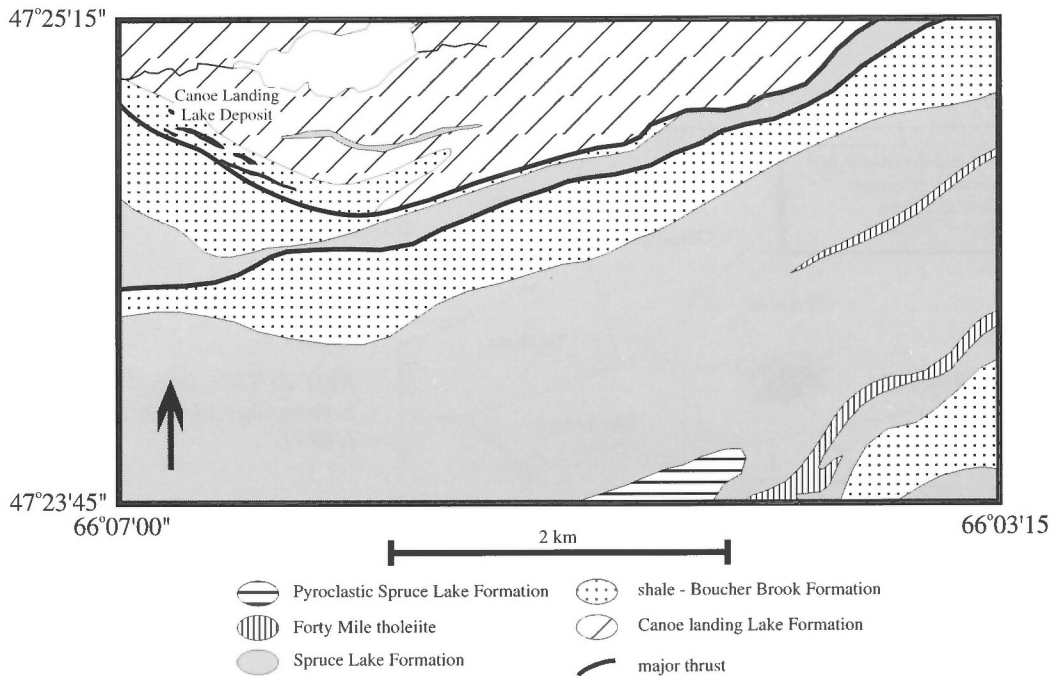 47°25'15"
Canoe Landing
Lake Deposit
47°23'45"
66°07'00"
66°03'15"
2 km
Pyroclastic Spruce Lake Formation
Forty Mile tholeiite
Spruce Lake Formation
shale - Boucher Brook Formation
Canoe landing Lake Formation
major thrust